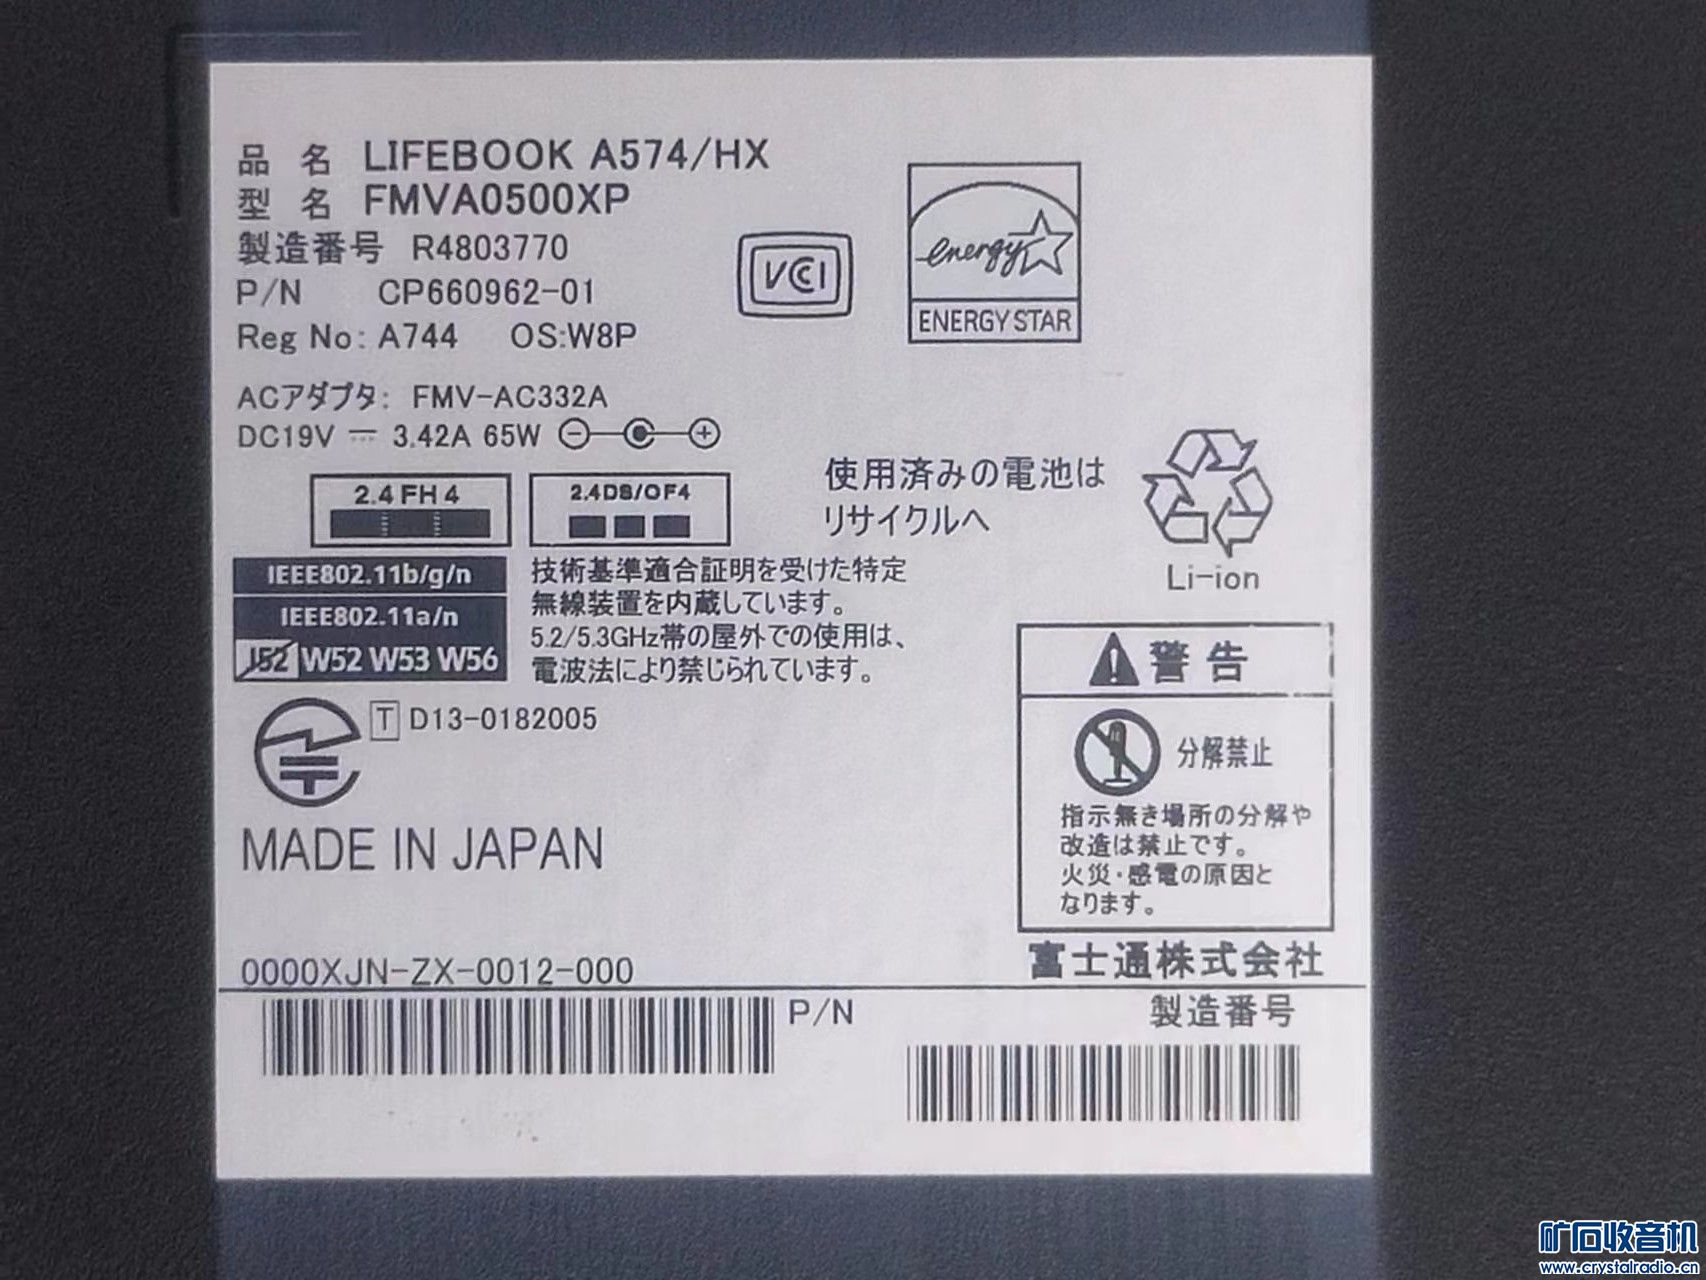 品 名 LIFEBOOK A574/HX
型 名 FMVA0500XP
製造番号 R4803770
P/N CP660962-01
Reg No: A744 OS:W8P
VCCI
energy
ENERGY STAR
ACアダプタ: FMV-AC332A
DC19V 3.42A 65W
2.4FH4
2.4DS/OF4
使用済みの電池は
リサイクルへ
Li-ion
IEEE802.11b/g/n
IEEE802.11a/n
J52 W52 W53 W56
技術基準適合証明を受けた特定
無線装置を内蔵しています。
5.2/5.3GHz帯の屋外での使用は、
電波法により禁じられています。
T D13-0182005
警告
分解禁止
指示無き場所の分解や
改造は禁止です。
火災・感電の原因と
なります。
MADE IN JAPAN
富士通株式会社
0000XJN-ZX-0012-000
P/N
製造番号
矿石收音机
www.crystalradio.cn